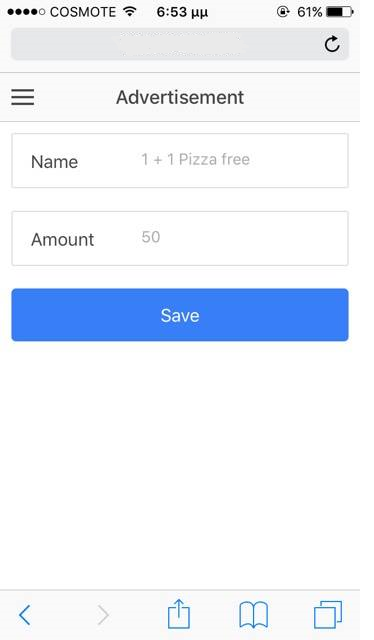 COSMOTE 6:53 μμ 61%
Advertisement
Name 1 + 1 Pizza free
Amount 50
Save